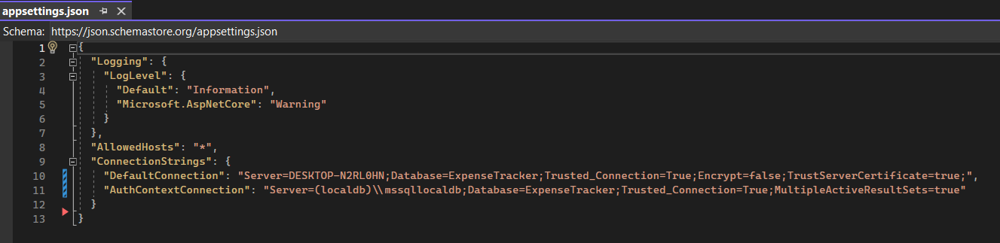 appsettings.json
Schema: https://json.schemastore.org/appsettings.json
1 {
2 "Logging": {
3 "LogLevel": {
4 "Default": "Information",
5 "Microsoft.AspNetCore": "Warning"
6 }
7 },
8 "AllowedHosts": "*",
9 "ConnectionStrings": {
10 "DefaultConnection": "Server=DESKTOP-N2RL0HN;Database=ExpenseTracker;Trusted_Connection=True;Encrypt=false;TrustServerCertificate=true;",
11 "AuthContextConnection": "Server=(localdb)\\mssqllocaldb;Database=ExpenseTracker;Trusted_Connection=True;MultipleActiveResultSets=true"
12 }
13 }